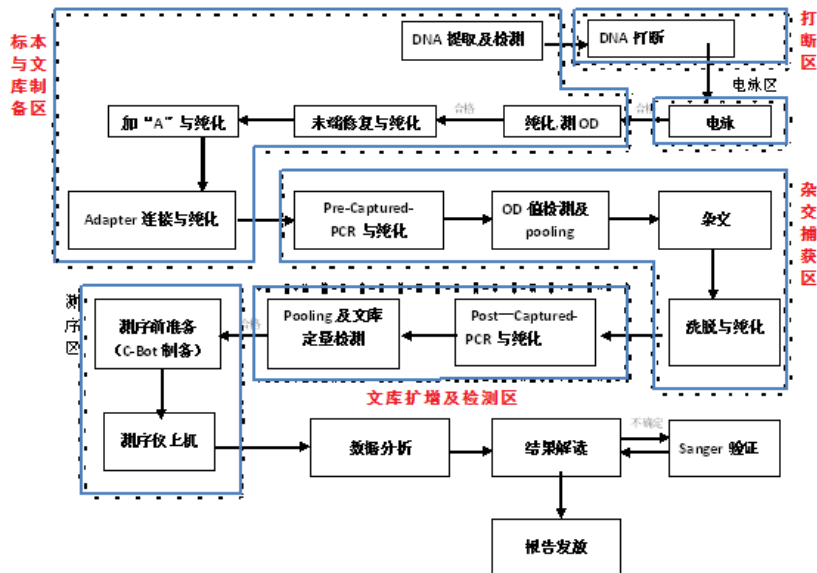 标本
与文
库制
备区
DNA 提取及检测
DNA 打断
打
断
区
电泳区
加 “A” 与纯化
末端修复与纯化
合格
纯化,测 OD
合格
电泳
Adapter 连接与纯化
Pre-Captured-
PCR 与纯化
OD 值检测及
pooling
杂交
杂
交
捕
获
区
测
序
区
测序前准备
（C-Bot 制备）
合格
Pooling 及文库
定量检测
Post—Captured-
PCR 与纯化
洗脱与纯化
文库扩增及检测区
测序仪上机
数据分析
结果解读
不确定
Sanger 验证
报告发放